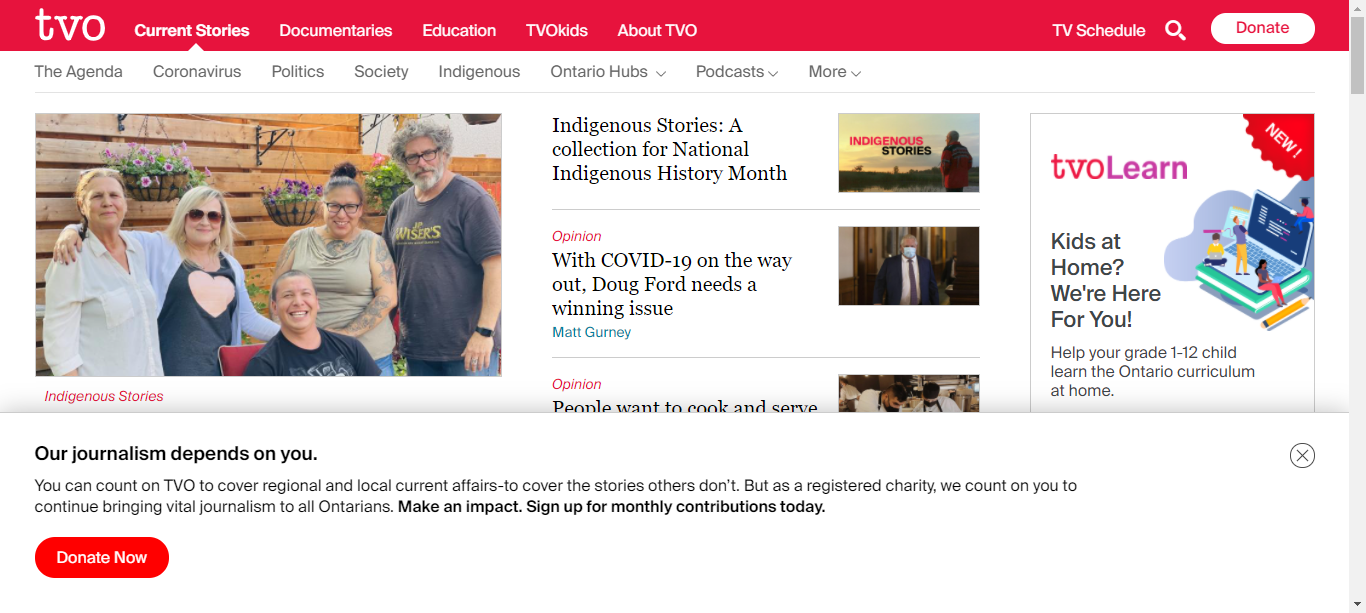 tvo
Current Stories
Documentaries
Education
TVOkids
About TVO
TV Schedule
Donate
The Agenda
Coronavirus
Politics
Society
Indigenous
Ontario Hubs
Podcasts
More
J.P.
WISER'S
Indigenous Stories
Indigenous Stories: A
collection for National
Indigenous History Month
INDIGENOUS
STORIES
Opinion
With COVID-19 on the way
out, Doug Ford needs a
winning issue
Matt Gurney
Opinion
People want to cook and serve
NEW!
tvoLearn
Kids at
Home?
We're Here
For You!
Help your grade 1-12 child
learn the Ontario curriculum
at home.
Our journalism depends on you.
You can count on TVO to cover regional and local current affairs-to cover the stories others don't. But as a registered charity, we count on you to
continue bringing vital journalism to all Ontarians. Make an impact. Sign up for monthly contributions today.
Donate Now